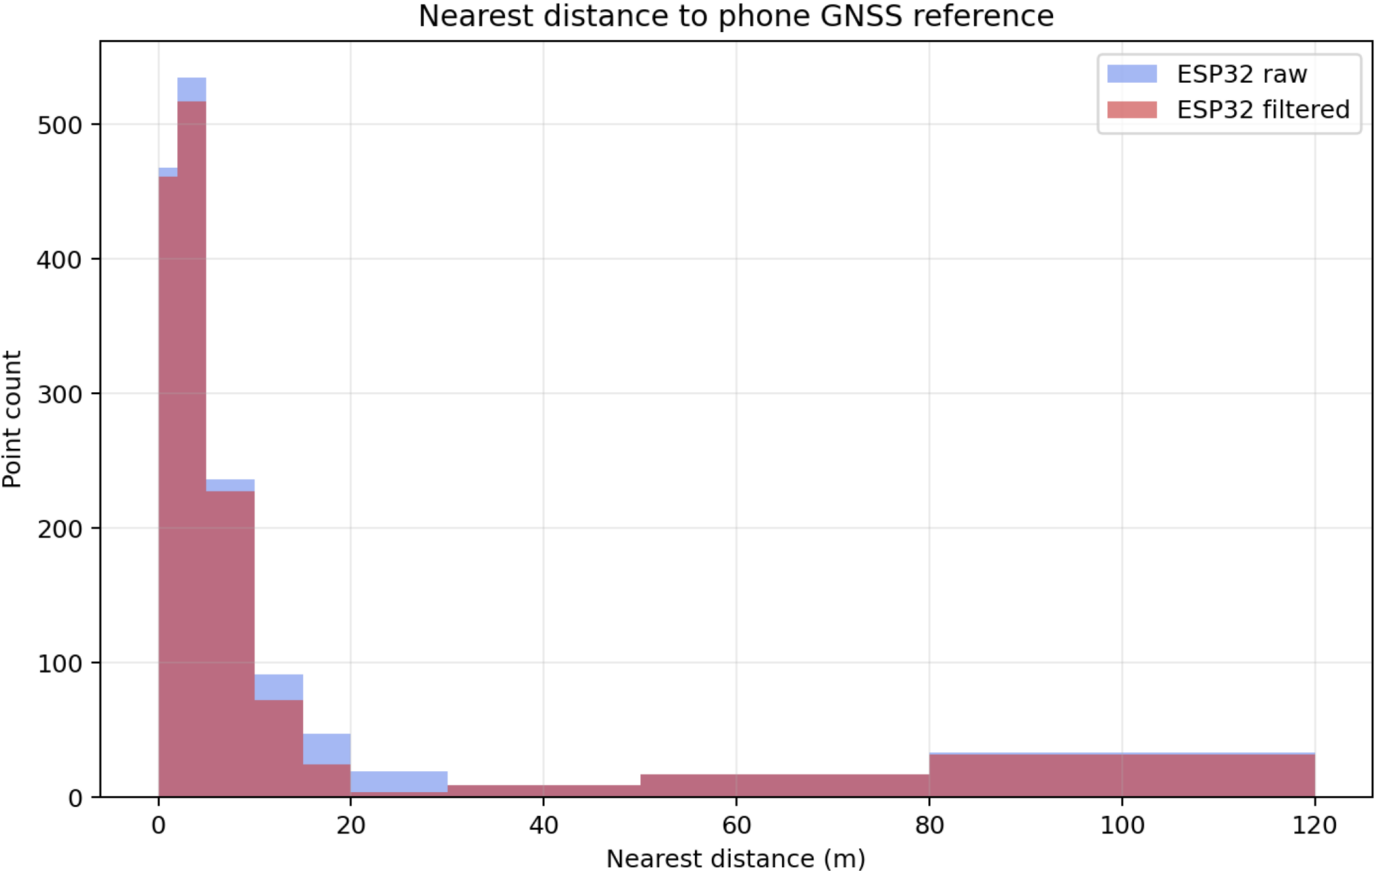 Nearest distance to phone GNSS reference
ESP32 raw
ESP32 filtered
Point count
500
400
300
200
100
0
0 20 40 60 80 100 120
Nearest distance (m)